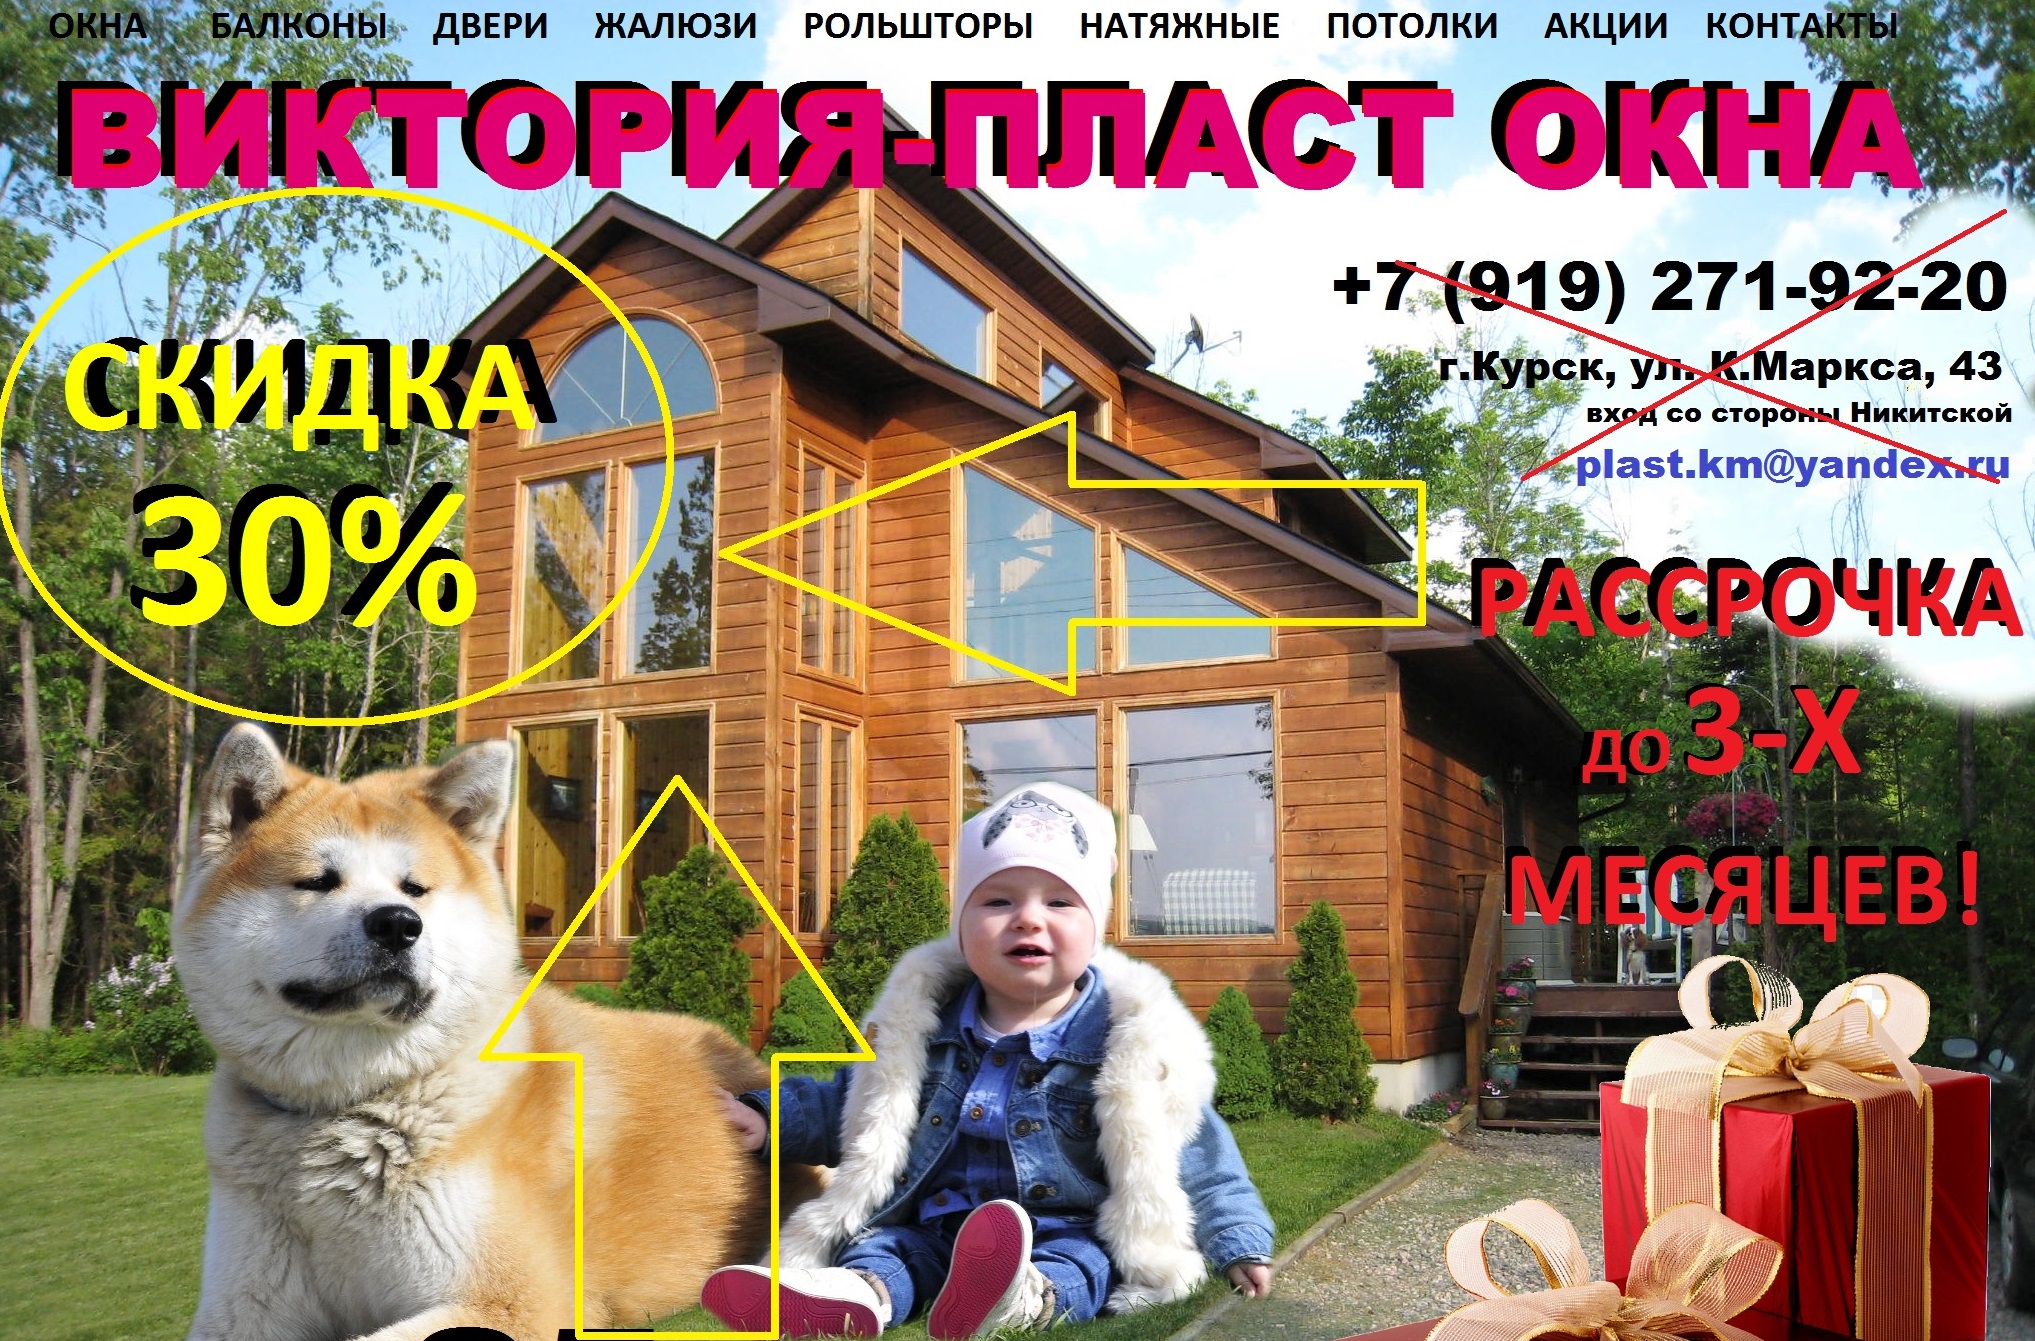 ОКНА БАЛКОНЫ ДВЕРИ ЖАЛЮЗИ РОЛЬШТОРЫ НАТЯЖНЫЕ ПОТОЛКИ АКЦИИ КОНТАКТЫ
ВИКТОРИЯ-ПЛАСТ ОКНА
+7 (919) 271-92-20
г.Курск, ул. К.Маркса, 43
вход со стороны Никитской
plast.km@yandex.ru
СКИДКА
30%
РАССРОЧКА
до 3-Х
МЕСЯЦЕВ!